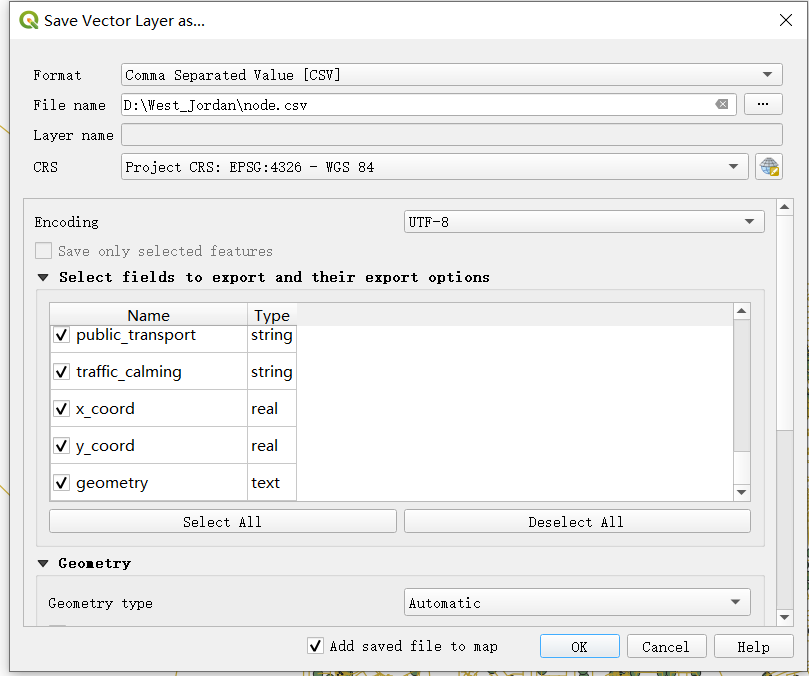 Save Vector Layer as...
Format Comma Separated Value [CSV]
File name D:\West_Jordan\node.csv ...
Layer name
CRS Project CRS: EPSG:4326 - WGS 84
Encoding UTF-8
Save only selected features
Select fields to export and their export options
Name Type
public_transport string
traffic_calming string
x_coord real
y_coord real
geometry text
Select All Deselect All
Geometry
Geometry type Automatic
Add saved file to map OK Cancel Help